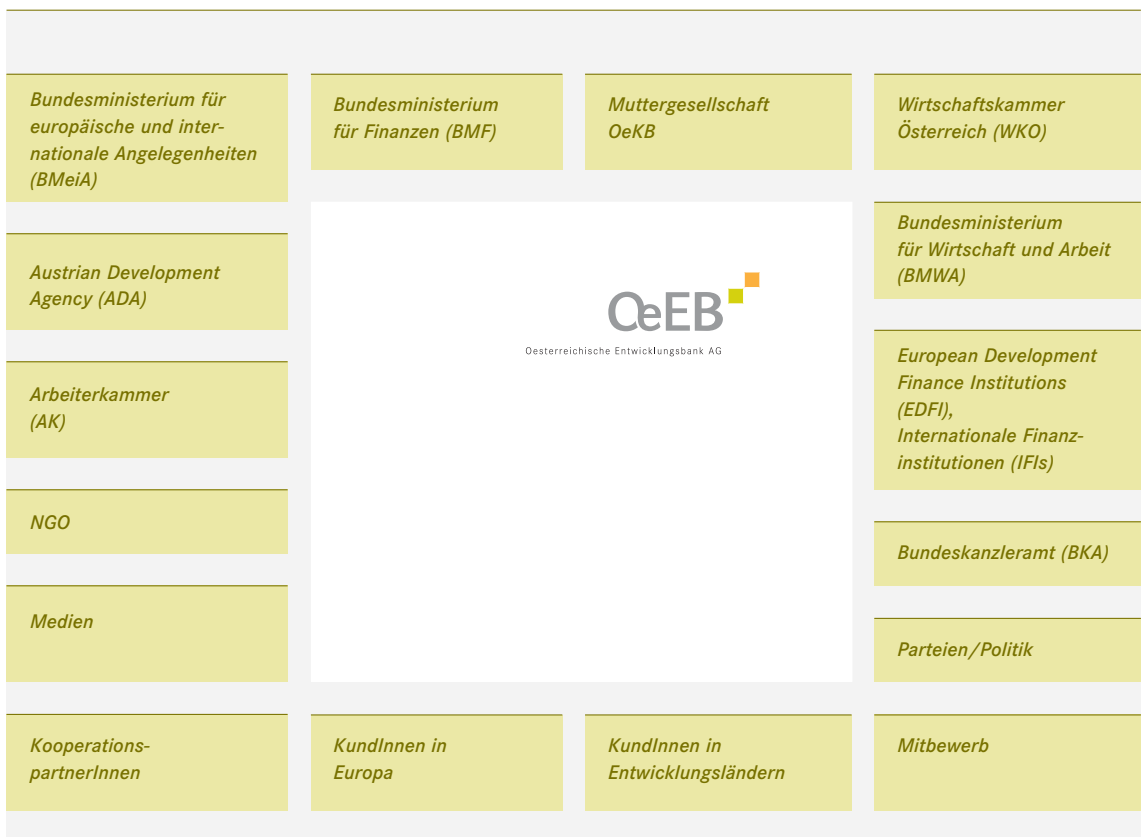 Bundesministerium für
europäische und inter-
nationale Angelegenheiten
(BMeiA)
Bundesministerium
für Finanzen (BMF)
Muttergesellschaft
OeKB
Wirtschaftskammer
Österreich (WKO)
Austrian Development
Agency (ADA)
Arbeiterkammer
(AK)
NGO
Medien
OeEB
Oesterreichische Entwicklungsbank AG
Bundesministerium
für Wirtschaft und Arbeit
(BMWA)
European Development
Finance Institutions
(EDFI),
Internationale Finanz-
institutionen (IFIs)
Bundeskanzleramt (BKA)
Parteien/Politik
Kooperations-
partnerInnen
KundInnen in
Europa
KundInnen in
Entwicklungsländern
Mitbewerb